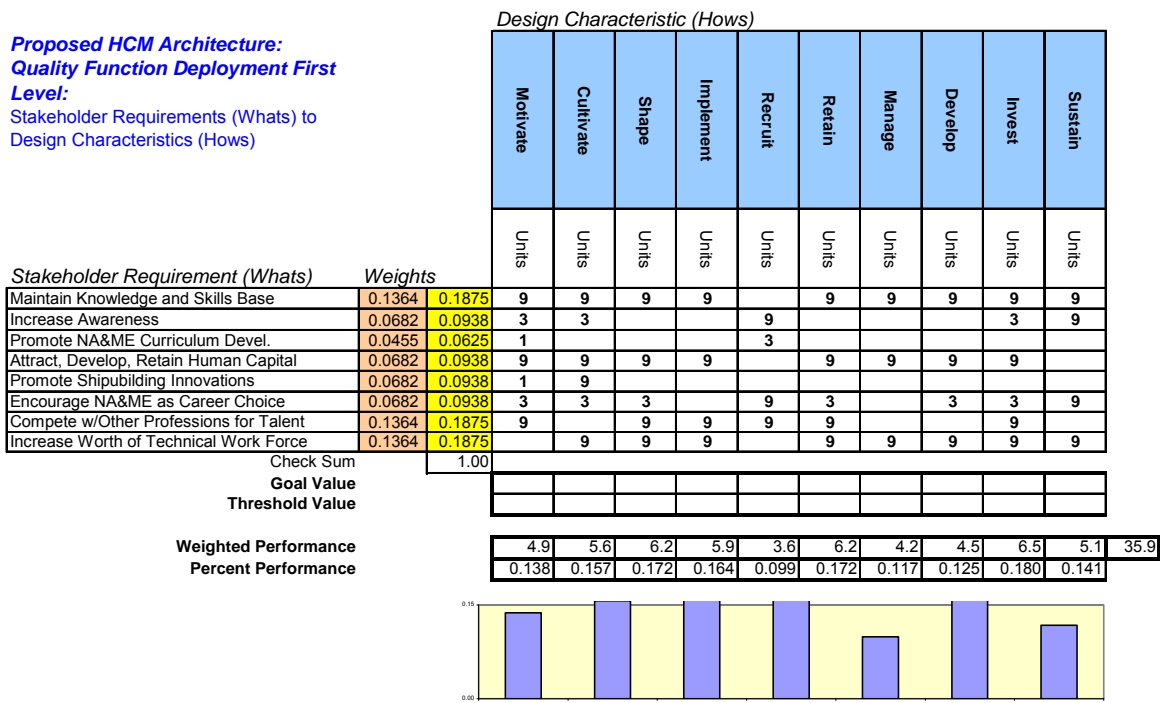 Design Characteristic (Hows)
Proposed HCM Architecture:
Quality Function Deployment First
Level:
Stakeholder Requirements (Whats) to
Design Characteristics (Hows)
Motivate Cultivate Shape Implement Recruit Retain Manage Develop Invest Sustain
Units Units Units Units Units Units Units Units Units Units
Stakeholder Requirement (Whats) Weights
Maintain Knowledge and Skills Base 0.1364 0.1875 9 9 9 9 9 9 9 9 9
Increase Awareness 0.0682 0.0938 3 3 9 3 9
Promote NA&ME Curriculum Devel. 0.0455 0.0625 1 3
Attract, Develop, Retain Human Capital 0.0682 0.0938 9 9 9 9 9 9 9 9
Promote Shipubilding Innovations 0.0682 0.0938 1 9
Encourage NA&ME as Career Choice 0.0682 0.0938 3 3 3 9 3 3 3 9
Compete w/Other Professions for Talent 0.1364 0.1875 9 9 9 9 9 9
Increase Worth of Technical Work Force 0.1364 0.1875 9 9 9 9 9 9 9 9
Check Sum 1.00
Goal Value
Threshold Value
Weighted Performance 4.9 5.6 6.2 5.9 3.6 6.2 4.2 4.5 6.5 5.1 35.9
Percent Performance 0.138 0.157 0.172 0.164 0.099 0.172 0.117 0.125 0.180 0.141
0.15
0.00